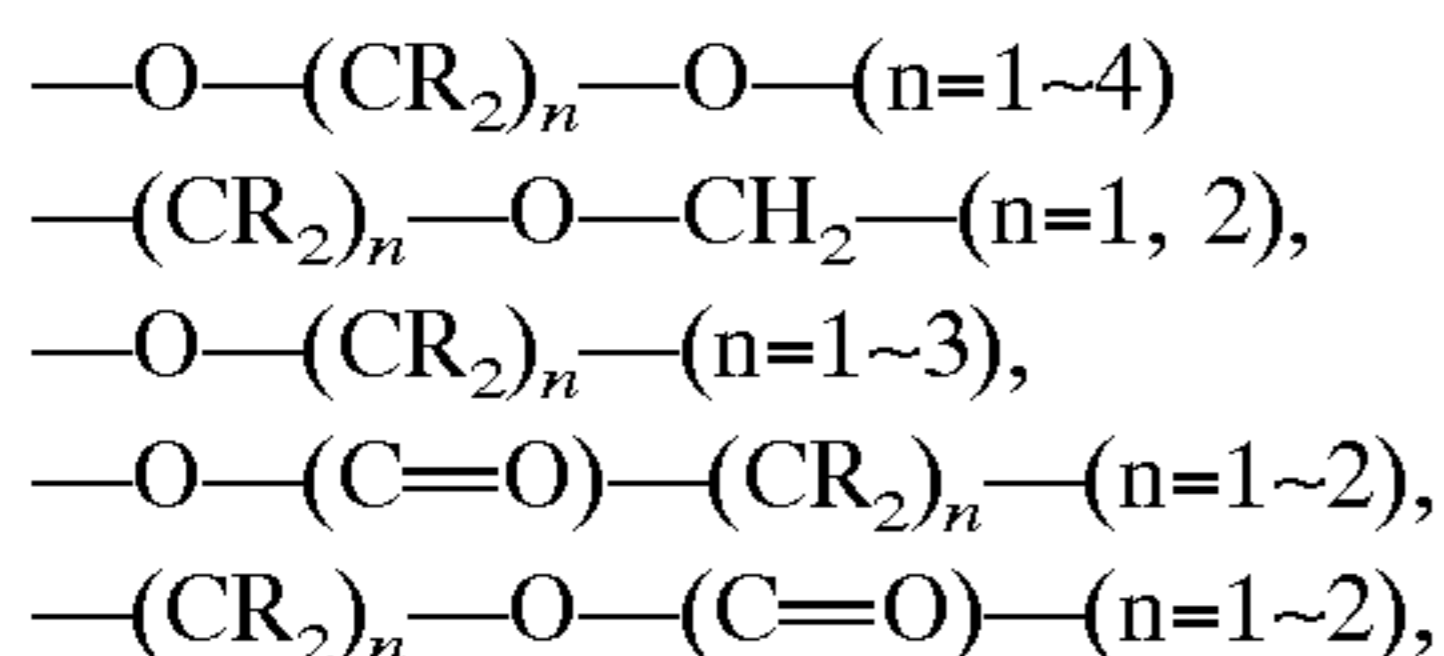 —O—(CR₂)ₙ—O—(n=1~4)
—(CR₂)ₙ—O—CH₂—(n=1, 2),
—O—(CR₂)ₙ—(n=1~3),
—O—(C=O)—(CR₂)ₙ—(n=1~2),
—(CR₂)ₙ—O—(C=O)—(n=1~2),